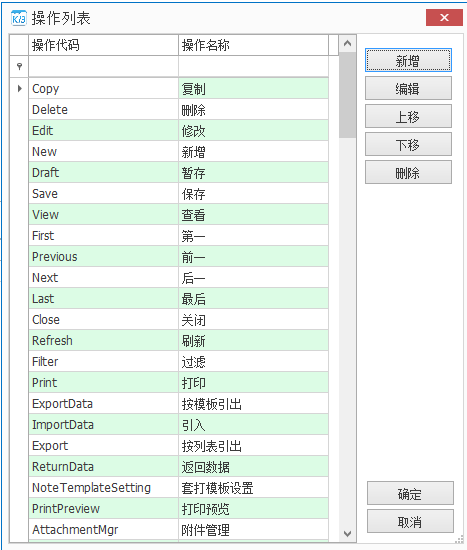 K/3 操作列表
操作代码 操作名称
Copy 复制
Delete 删除
Edit 修改
New 新增
Draft 暂存
Save 保存
View 查看
First 第一
Previous 前一
Next 后一
Last 最后
Close 关闭
Refresh 刷新
Filter 过滤
Print 打印
ExportData 按模板引出
ImportData 引入
Export 按列表引出
ReturnData 返回数据
NoteTemplateSetting 套打模板设置
PrintPreview 打印预览
AttachmentMgr 附件管理
新增
编辑
上移
下移
删除
确定
取消